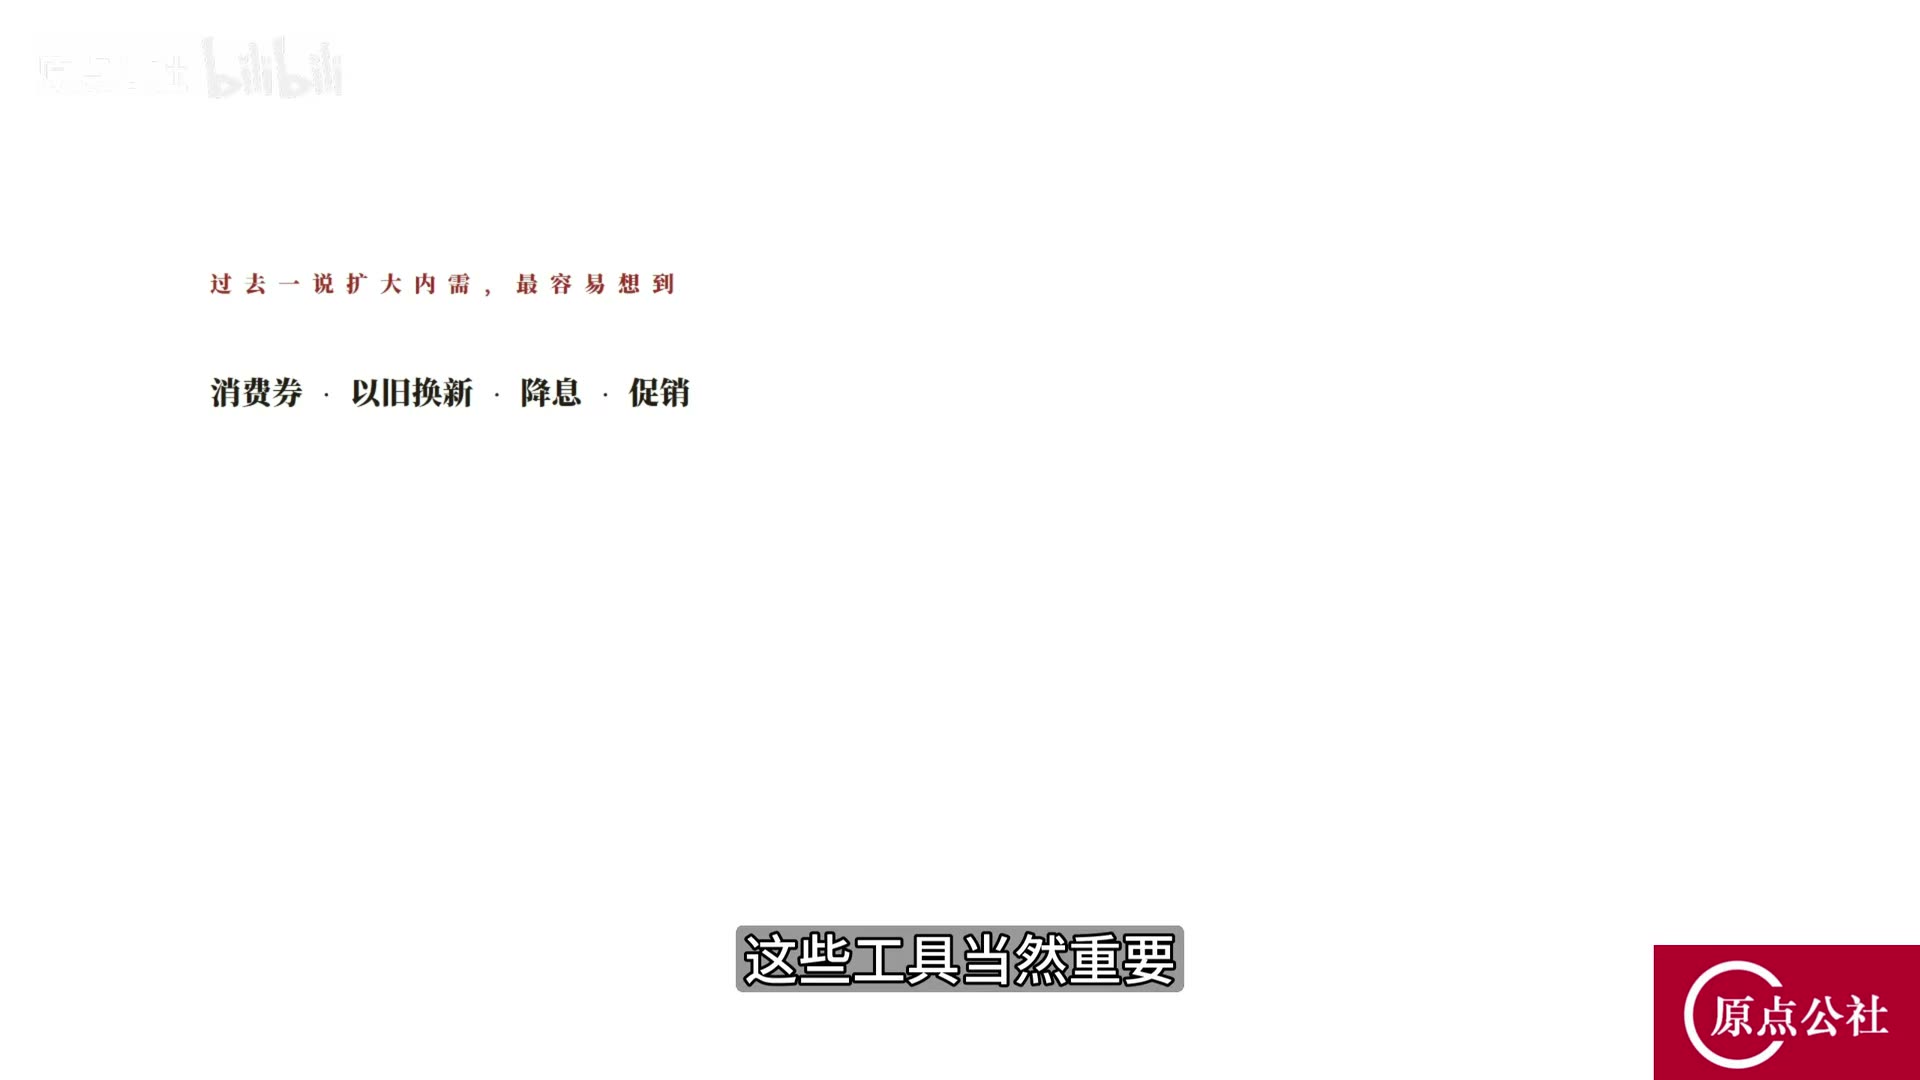 bilibili
过去一说扩大内需，最容易想到
消费券 · 以旧换新 · 降息 · 促销
这些工具当然重要
原点公社